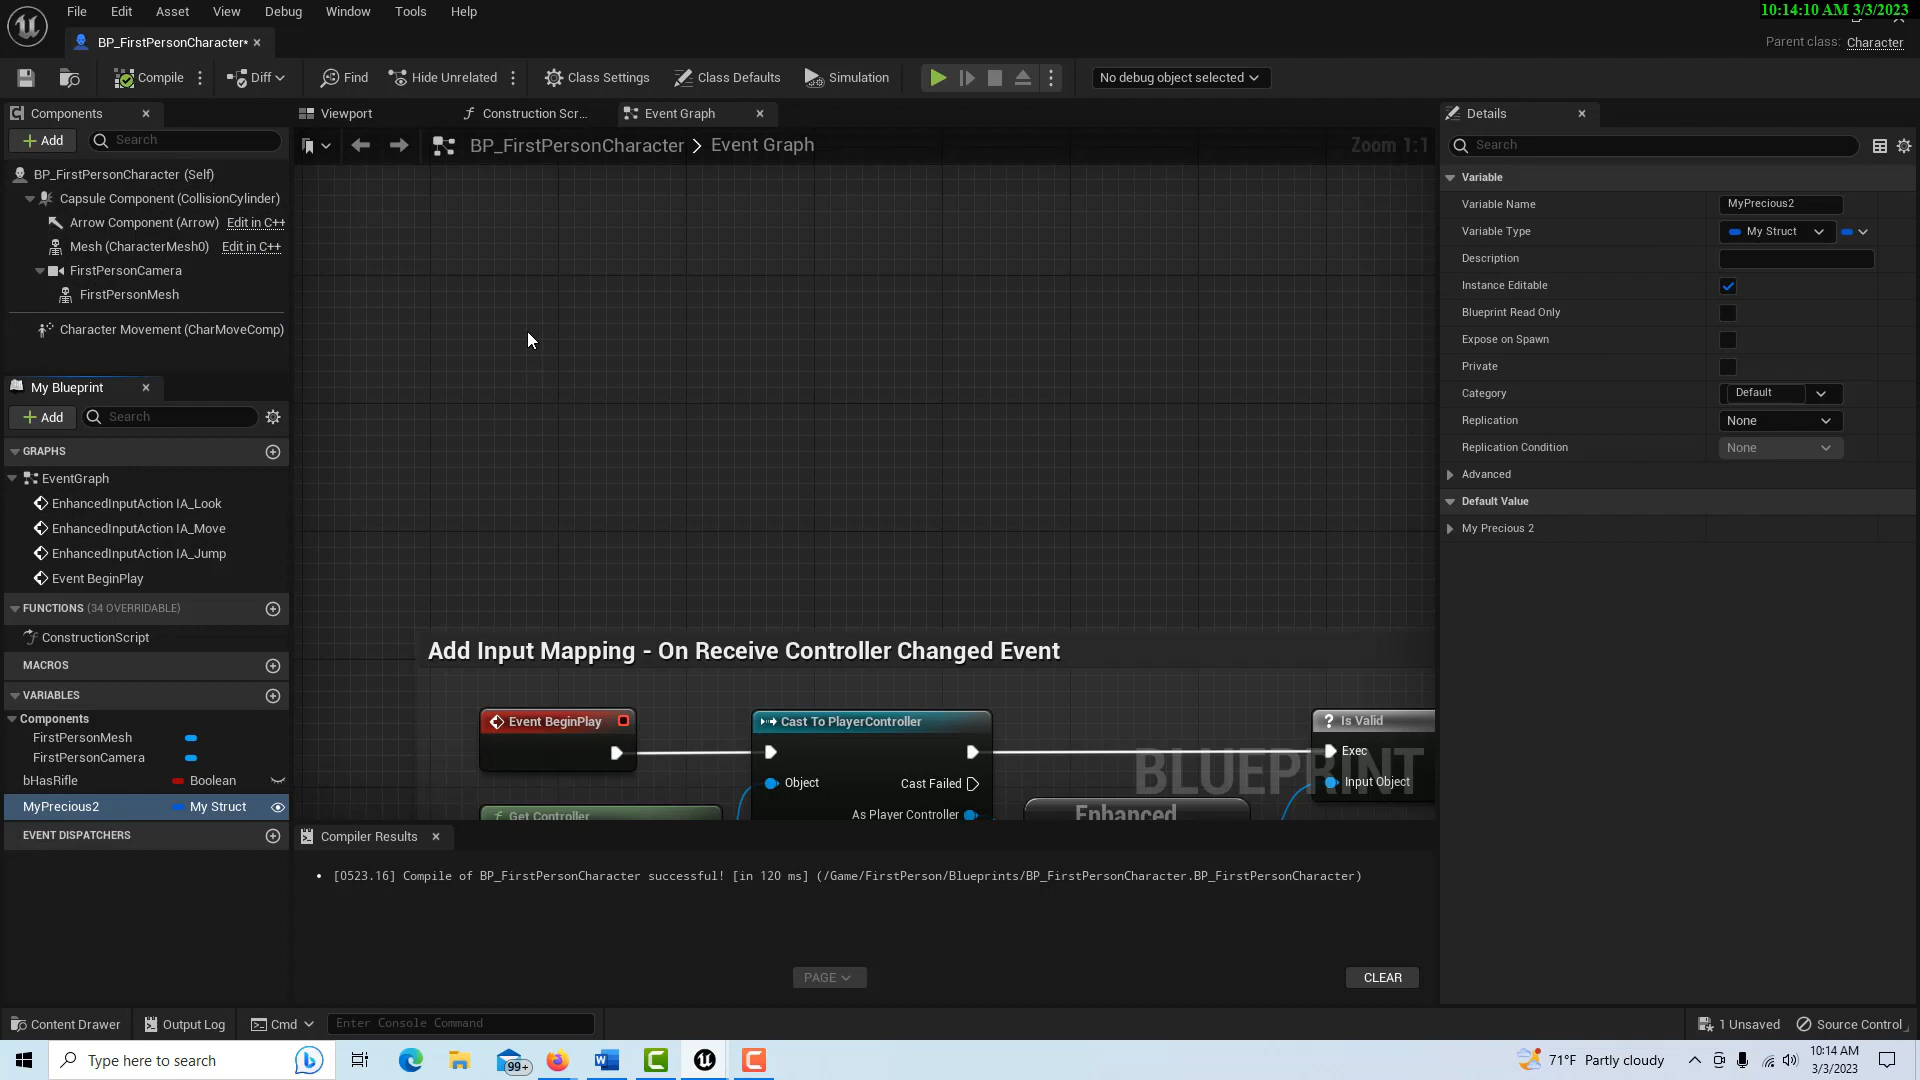 10:14:10 AM 3/3/2023
File Edit Asset View Debug Window Tools Help
BP_FirstPersonCharacter*
Parent class: Character
Compile Diff Find Hide Unrelated Class Settings Class Defaults Simulation No debug object selected
Components
Viewport Construction Scr... Event Graph
Details
Add Search
BP_FirstPersonCharacter > Event Graph Zoom 1:1
Search
BP_FirstPersonCharacter (Self)
Capsule Component (CollisionCylinder)
Arrow Component (Arrow) Edit in C++
Mesh (CharacterMesh0) Edit in C++
FirstPersonCamera
FirstPersonMesh
Character Movement (CharMoveComp)
Variable
Variable Name MyPrecious2
Variable Type My Struct
Description
Instance Editable
Blueprint Read Only
Expose on Spawn
Private
Category Default
Replication None
Replication Condition None
Advanced
Default Value
My Precious 2
My Blueprint
Add Search
GRAPHS
EventGraph
EnhancedInputAction IA_Look
EnhancedInputAction IA_Move
EnhancedInputAction IA_Jump
Event BeginPlay
FUNCTIONS (34 OVERRIDABLE)
ConstructionScript
MACROS
VARIABLES
Components
FirstPersonMesh
FirstPersonCamera
bHasRifle Boolean
MyPrecious2 My Struct
EVENT DISPATCHERS
Add Input Mapping - On Receive Controller Changed Event
Event BeginPlay Cast To PlayerController ? Is Valid
Exec
BLUEPRINT
Object Cast Failed Input Object
Get Controller As Player Controller Enhanced
Compiler Results
• [0523.16] Compile of BP_FirstPersonCharacter successful! [in 120 ms] (/Game/FirstPerson/Blueprints/BP_FirstPersonCharacter.BP_FirstPersonCharacter)
PAGE CLEAR
Content Drawer Output Log Cmd Enter Console Command 1 Unsaved Source Control
Type here to search 99+ 71°F Partly cloudy 10:14 AM
3/3/2023